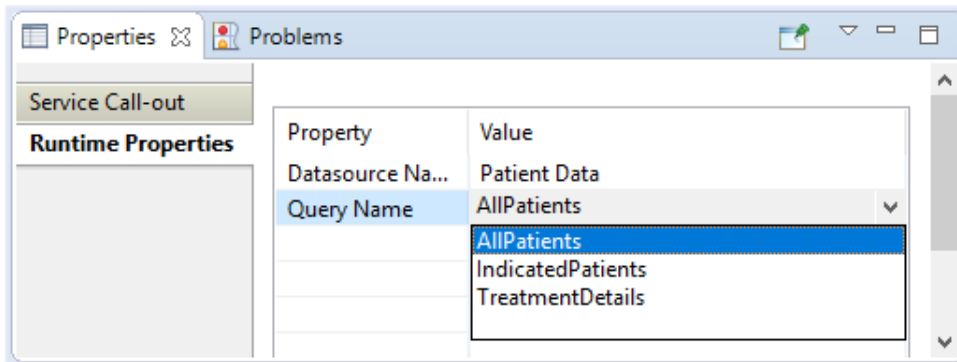 Properties Problems
Service Call-out
Runtime Properties
Property Value
Datasource Na... Patient Data
Query Name AllPatients
AllPatients
IndicatedPatients
TreatmentDetails